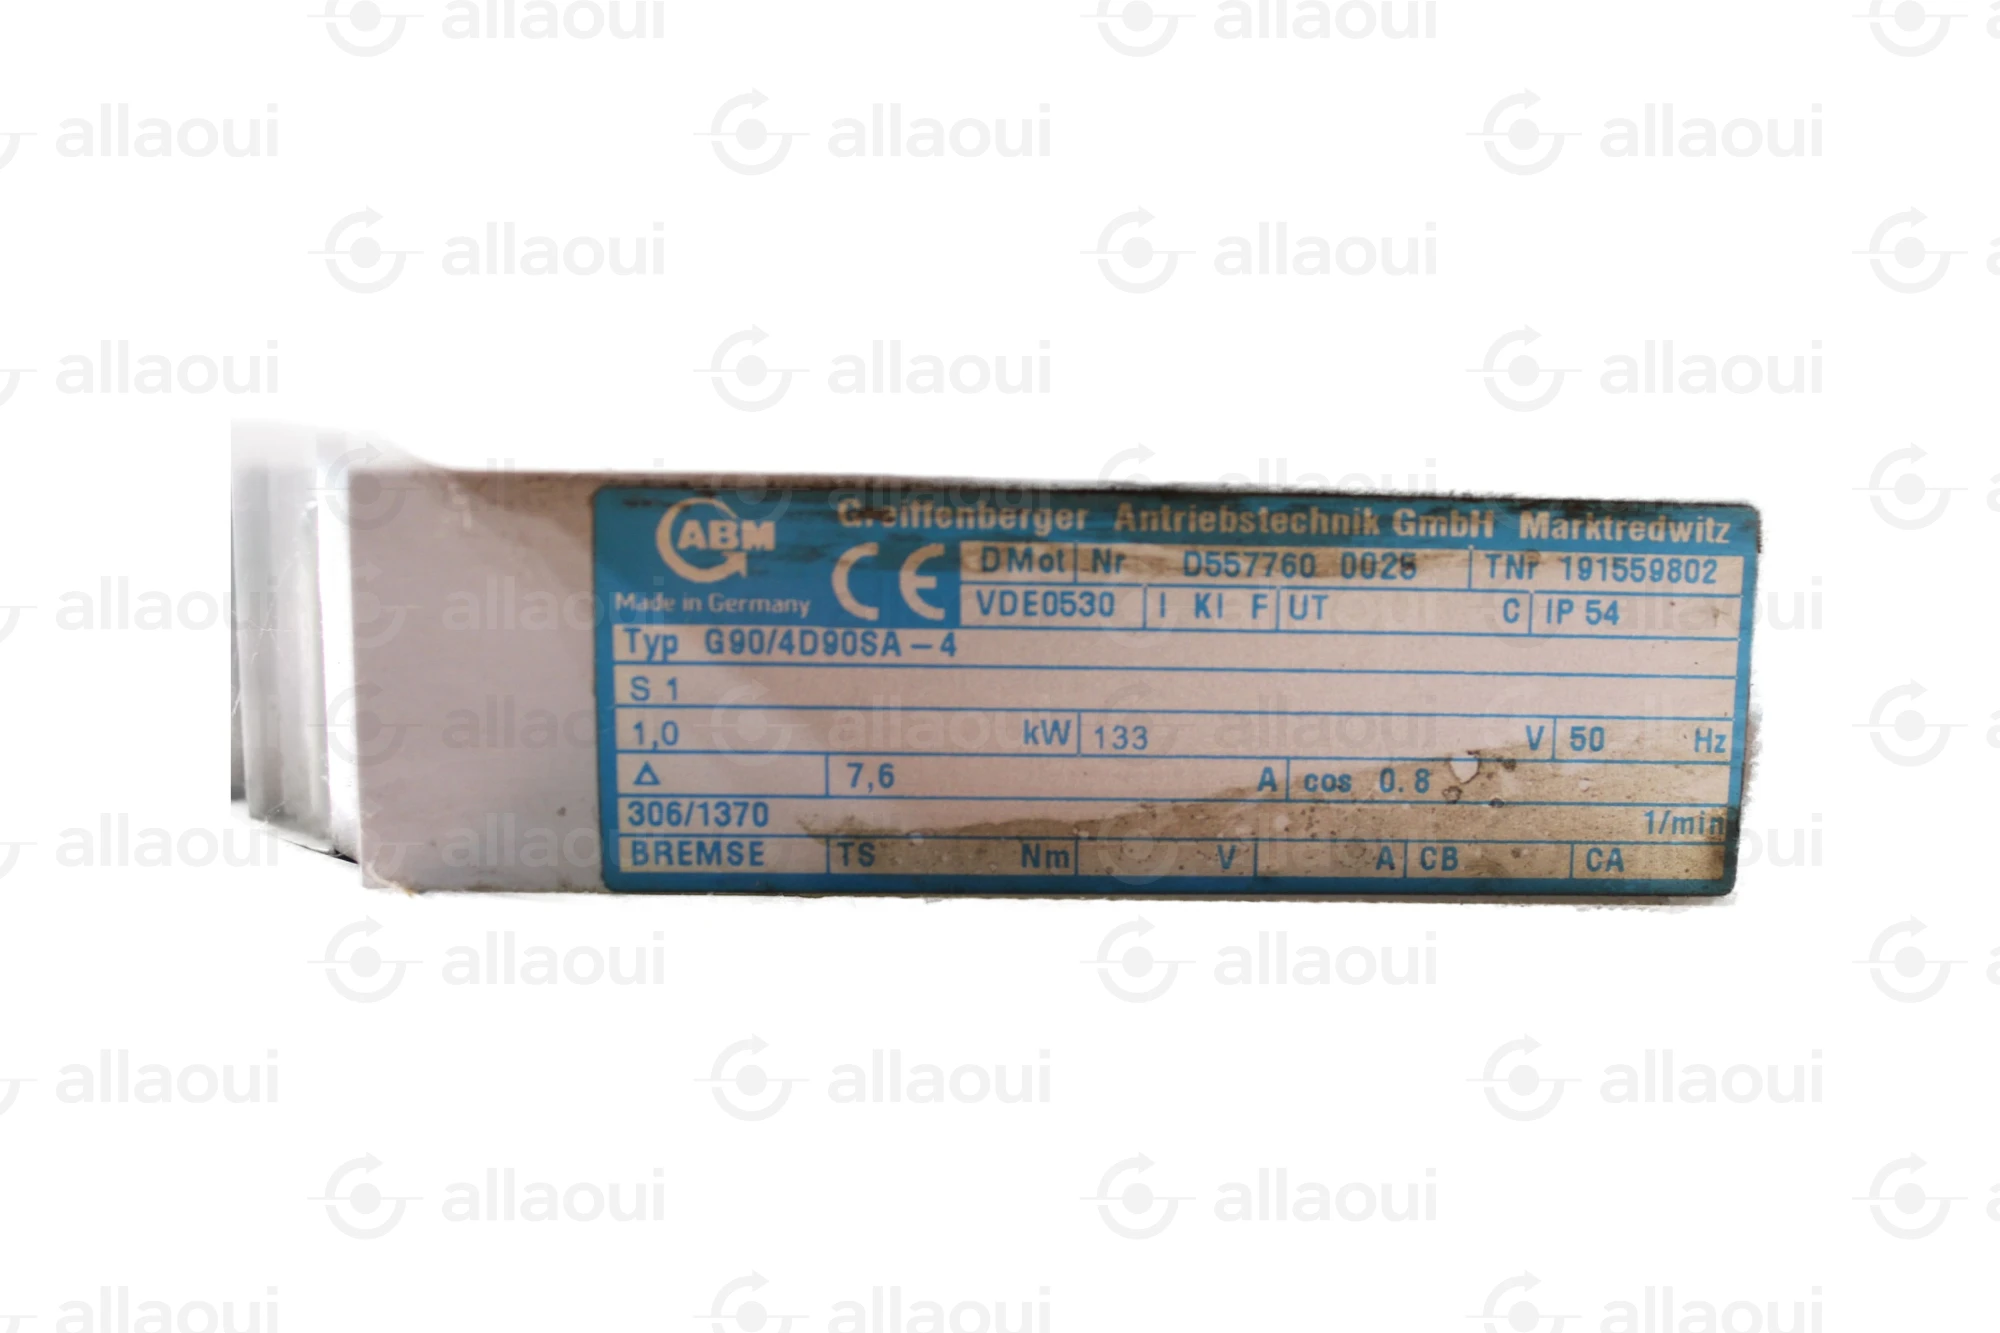 ABM
Greiffenberger Antriebstechnik GmbH Marktredwitz
Made in Germany
CE
DMot Nr D557760 0025 TNr 191559802
VDE0530 I KI F UT C IP 54
Typ G90/4D90SA-4
S 1
1,0 kW 133 V 50 Hz
Δ 7,6 A cos 0.8
306/1370 1/min
BREMSE TS Nm V A CB CA
allaoui